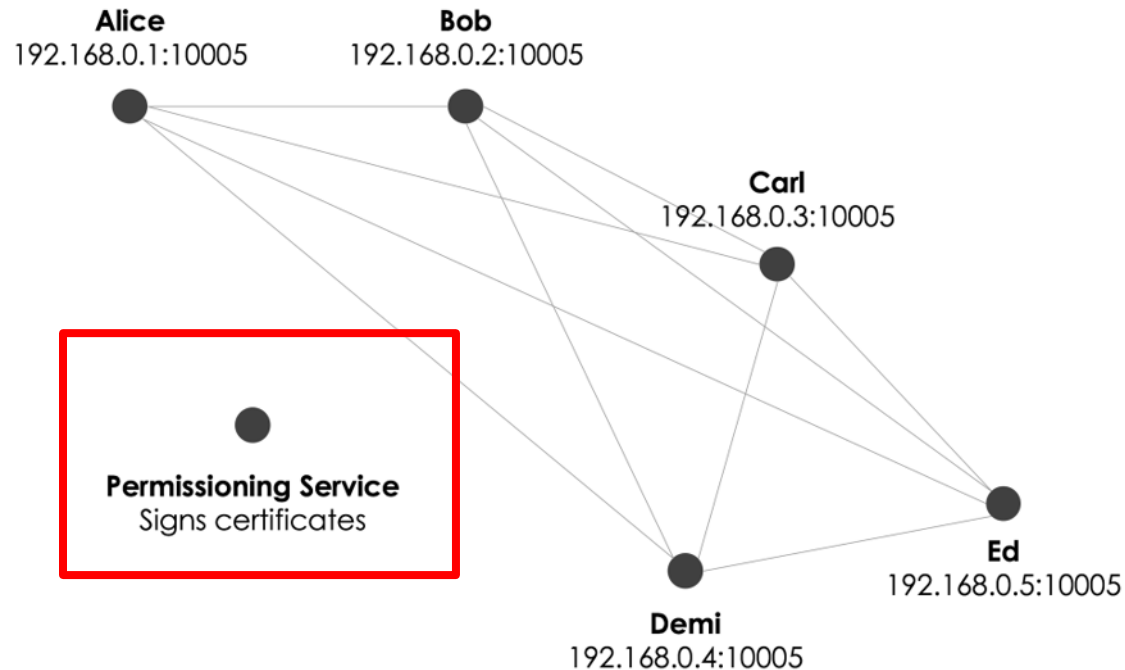 Alice
192.168.0.1:10005
Bob
192.168.0.2:10005
Carl
192.168.0.3:10005
Permissioning Service
Signs certificates
Ed
192.168.0.5:10005
Demi
192.168.0.4:10005